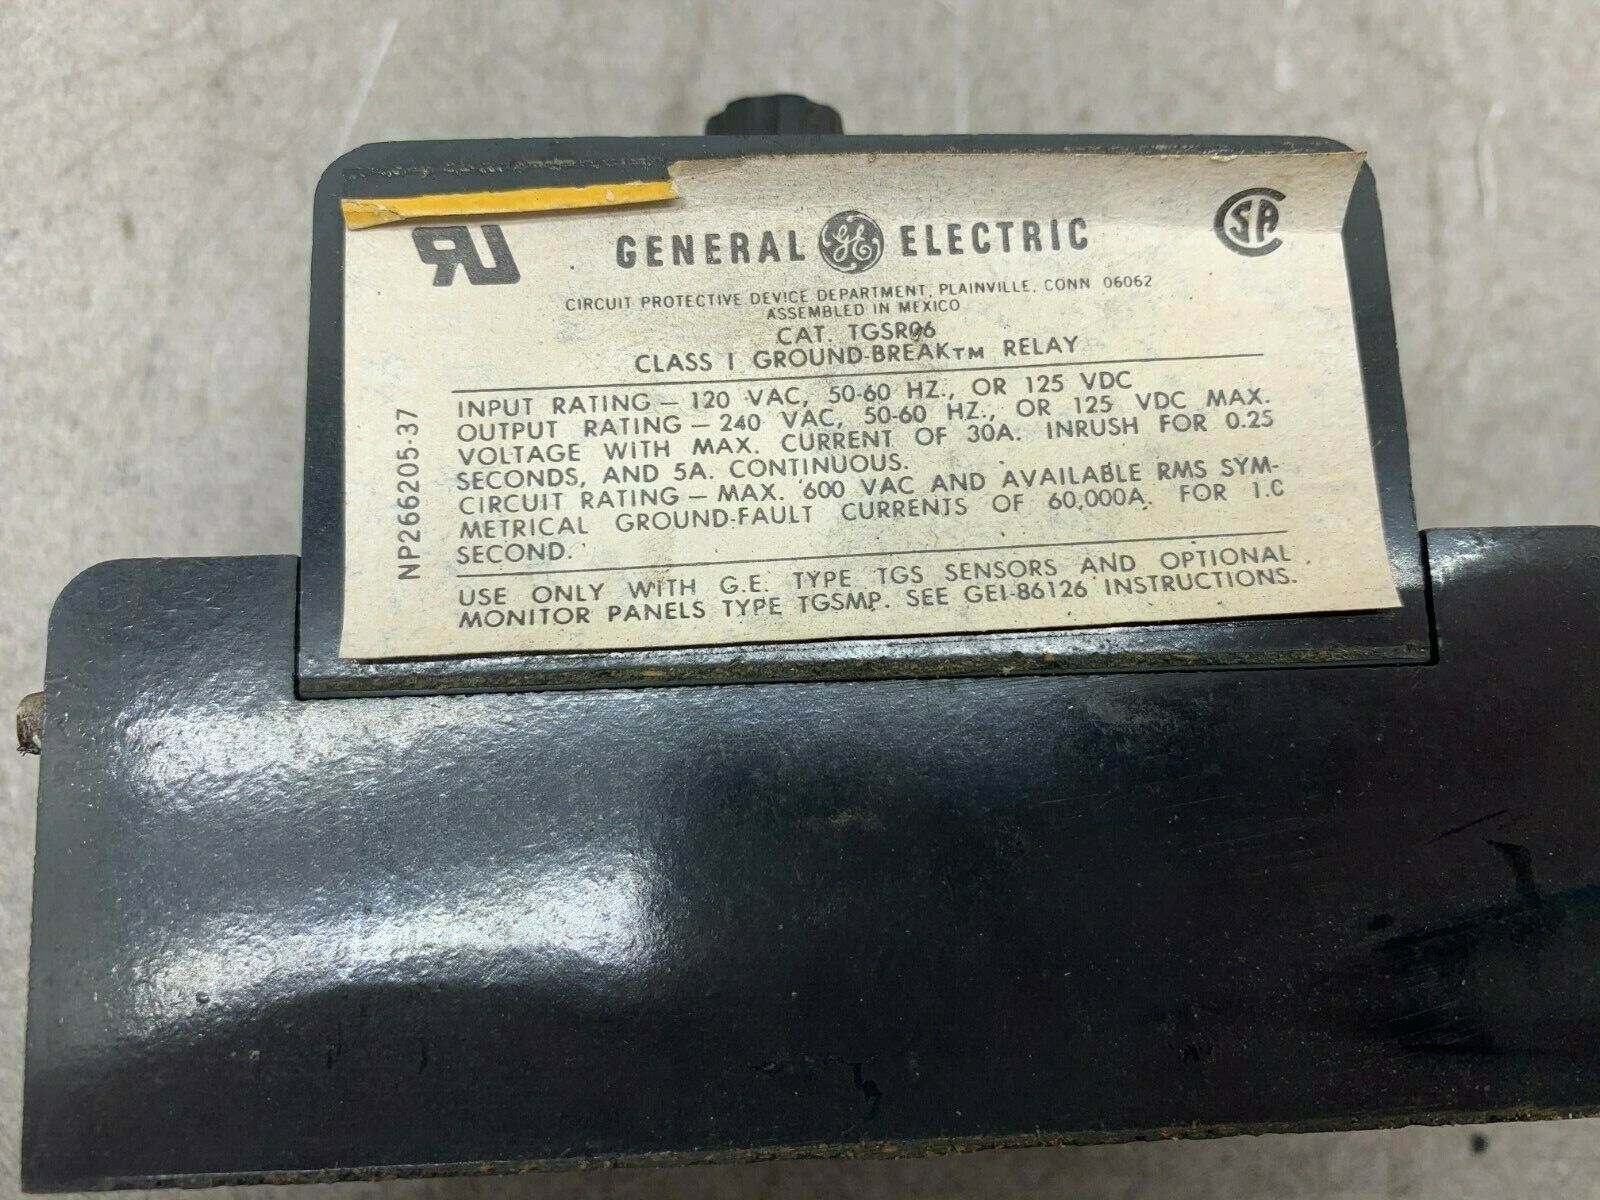 GENERAL GE ELECTRIC
CIRCUIT PROTECTIVE DEVICE DEPARTMENT, PLAINVILLE, CONN 06062
ASSEMBLED IN MEXICO
CAT. TGSR06
CLASS I GROUND-BREAK™ RELAY
INPUT RATING – 120 VAC, 50-60 HZ., OR 125 VDC
OUTPUT RATING – 240 VAC, 50-60 HZ., OR 125 VDC MAX.
VOLTAGE WITH MAX. CURRENT OF 30A. INRUSH FOR 0.25
SECONDS, AND 5A. CONTINUOUS.
CIRCUIT RATING – MAX. 600 VAC AND AVAILABLE RMS SYM-
METRICAL GROUND-FAULT CURRENTS OF 60,000A. FOR 1.0
SECOND.
USE ONLY WITH G.E. TYPE TGS SENSORS AND OPTIONAL
MONITOR PANELS TYPE TGSMP. SEE GEI-86126 INSTRUCTIONS.
NP266205-37
RU
CSA